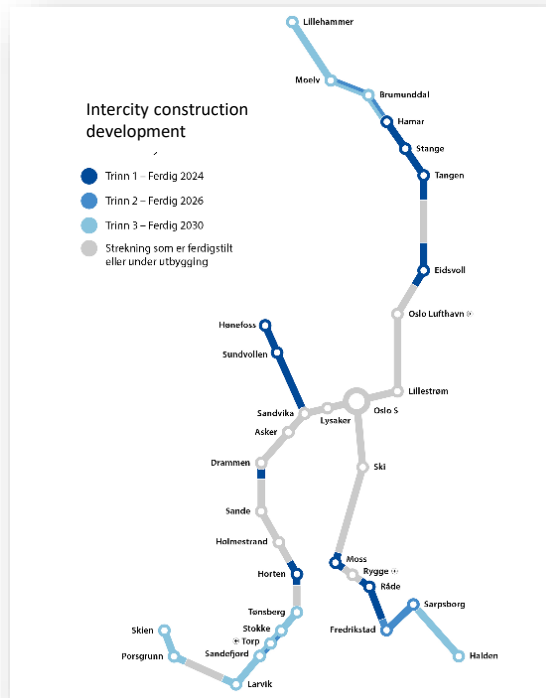 Lillehammer
Moelv
Brumunddal
Intercity construction
development
Hamar
Stange
Trinn 1 – Ferdig 2024
Tangen
Trinn 2 – Ferdig 2026
Trinn 3 – Ferdig 2030
Strekning som er ferdigstilt
eller under utbygging
Eidsvoll
Oslo Lufthavn
Hønefoss
Sundvollen
Lillestrøm
Sandvika
Oslo S
Lysaker
Asker
Drammen
Ski
Sande
Holmestrand
Moss
Rygge
Horten
Råde
Tønsberg
Sarpsborg
Skien
Stokke
Fredrikstad
Torp
Porsgrunn
Sandefjord
Halden
Larvik